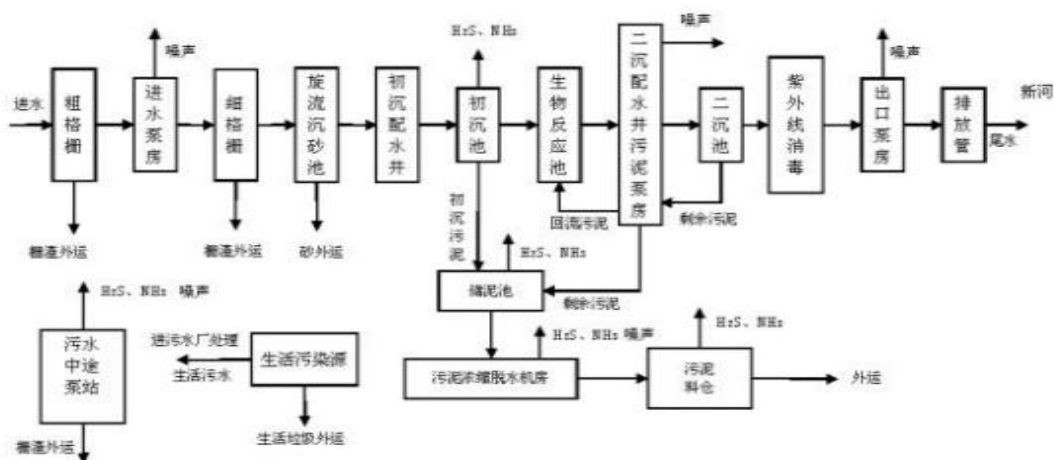 H₂S、NH₃
噪声
噪声
噪声
进水
粗格栅
进水泵房
细格栅
旋流沉砂池
初沉配水井
初沉池
生物反应池
二沉配水井污泥泵房
二沉池
紫外线消毒
出口泵房
排放管
新河
尾水
栅渣外运
栅渣外运
砂外运
初沉污泥
回流污泥
剩余污泥
H₂S、NH₃
储泥池
剩余污泥
H₂S、NH₃ 噪声
污水
中途
泵站
栅渣外运
进污水厂处理
生活污水
生活污染源
生活垃圾外运
H₂S、NH₃ 噪声
污泥浓缩脱水机房
H₂S、NH₃
污泥
料仓
外运